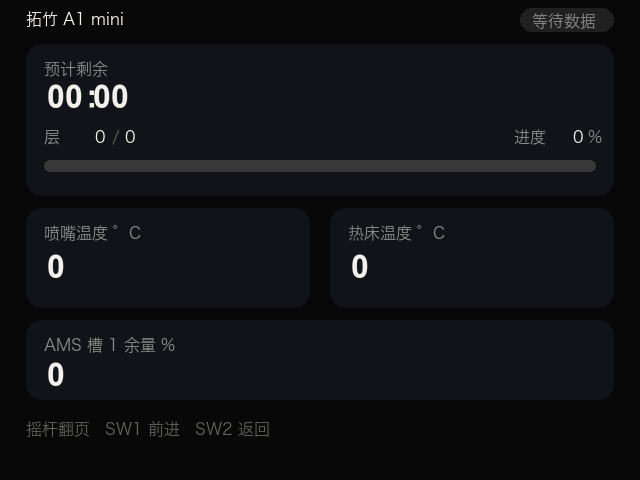 拓竹 A1 mini
等待数据
预计剩余
00:00
层 0 / 0 进度 0 %
喷嘴温度 ° C
0
热床温度 ° C
0
AMS 槽 1 余量 %
0
摇杆翻页 SW1 前进 SW2 返回